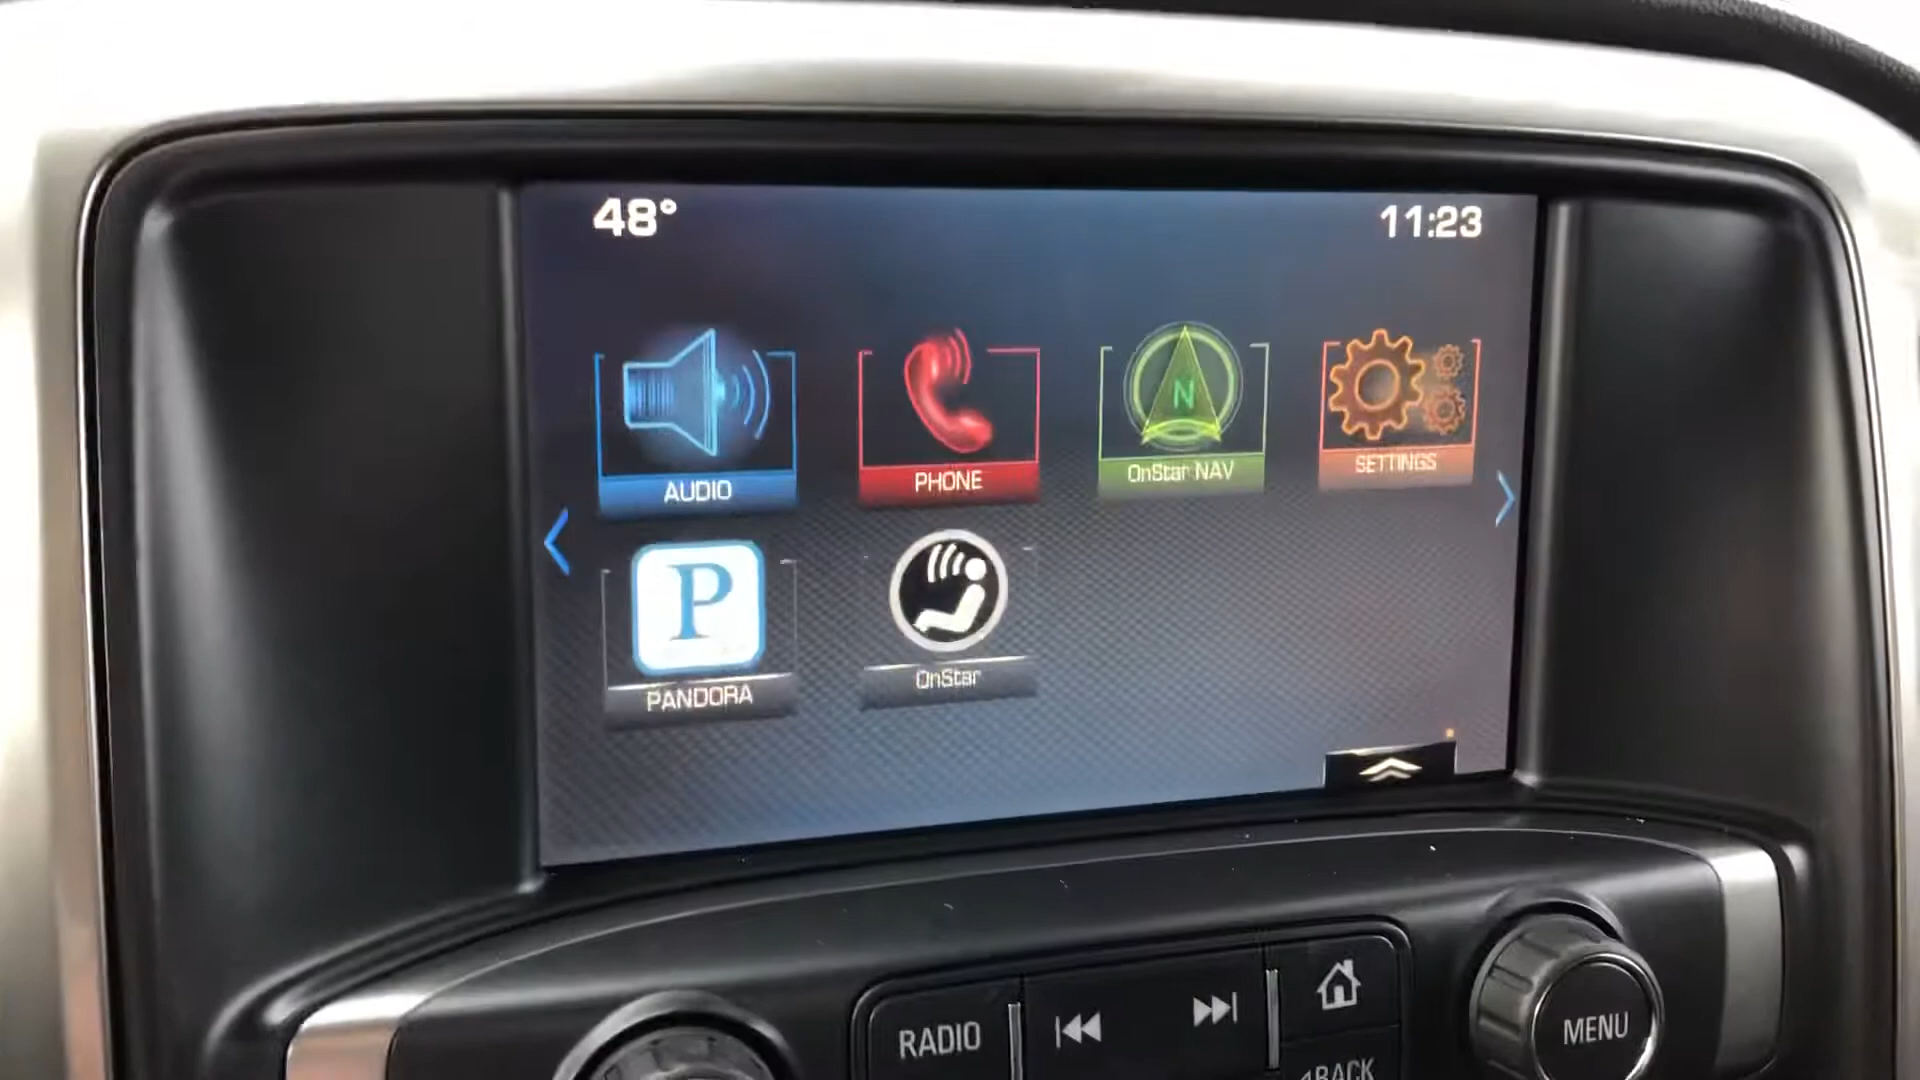 48°
11:23
AUDIO
PHONE
N
OnStar NAV
SETTINGS
P
PANDORA
OnStar
RADIO
BACK
MENU